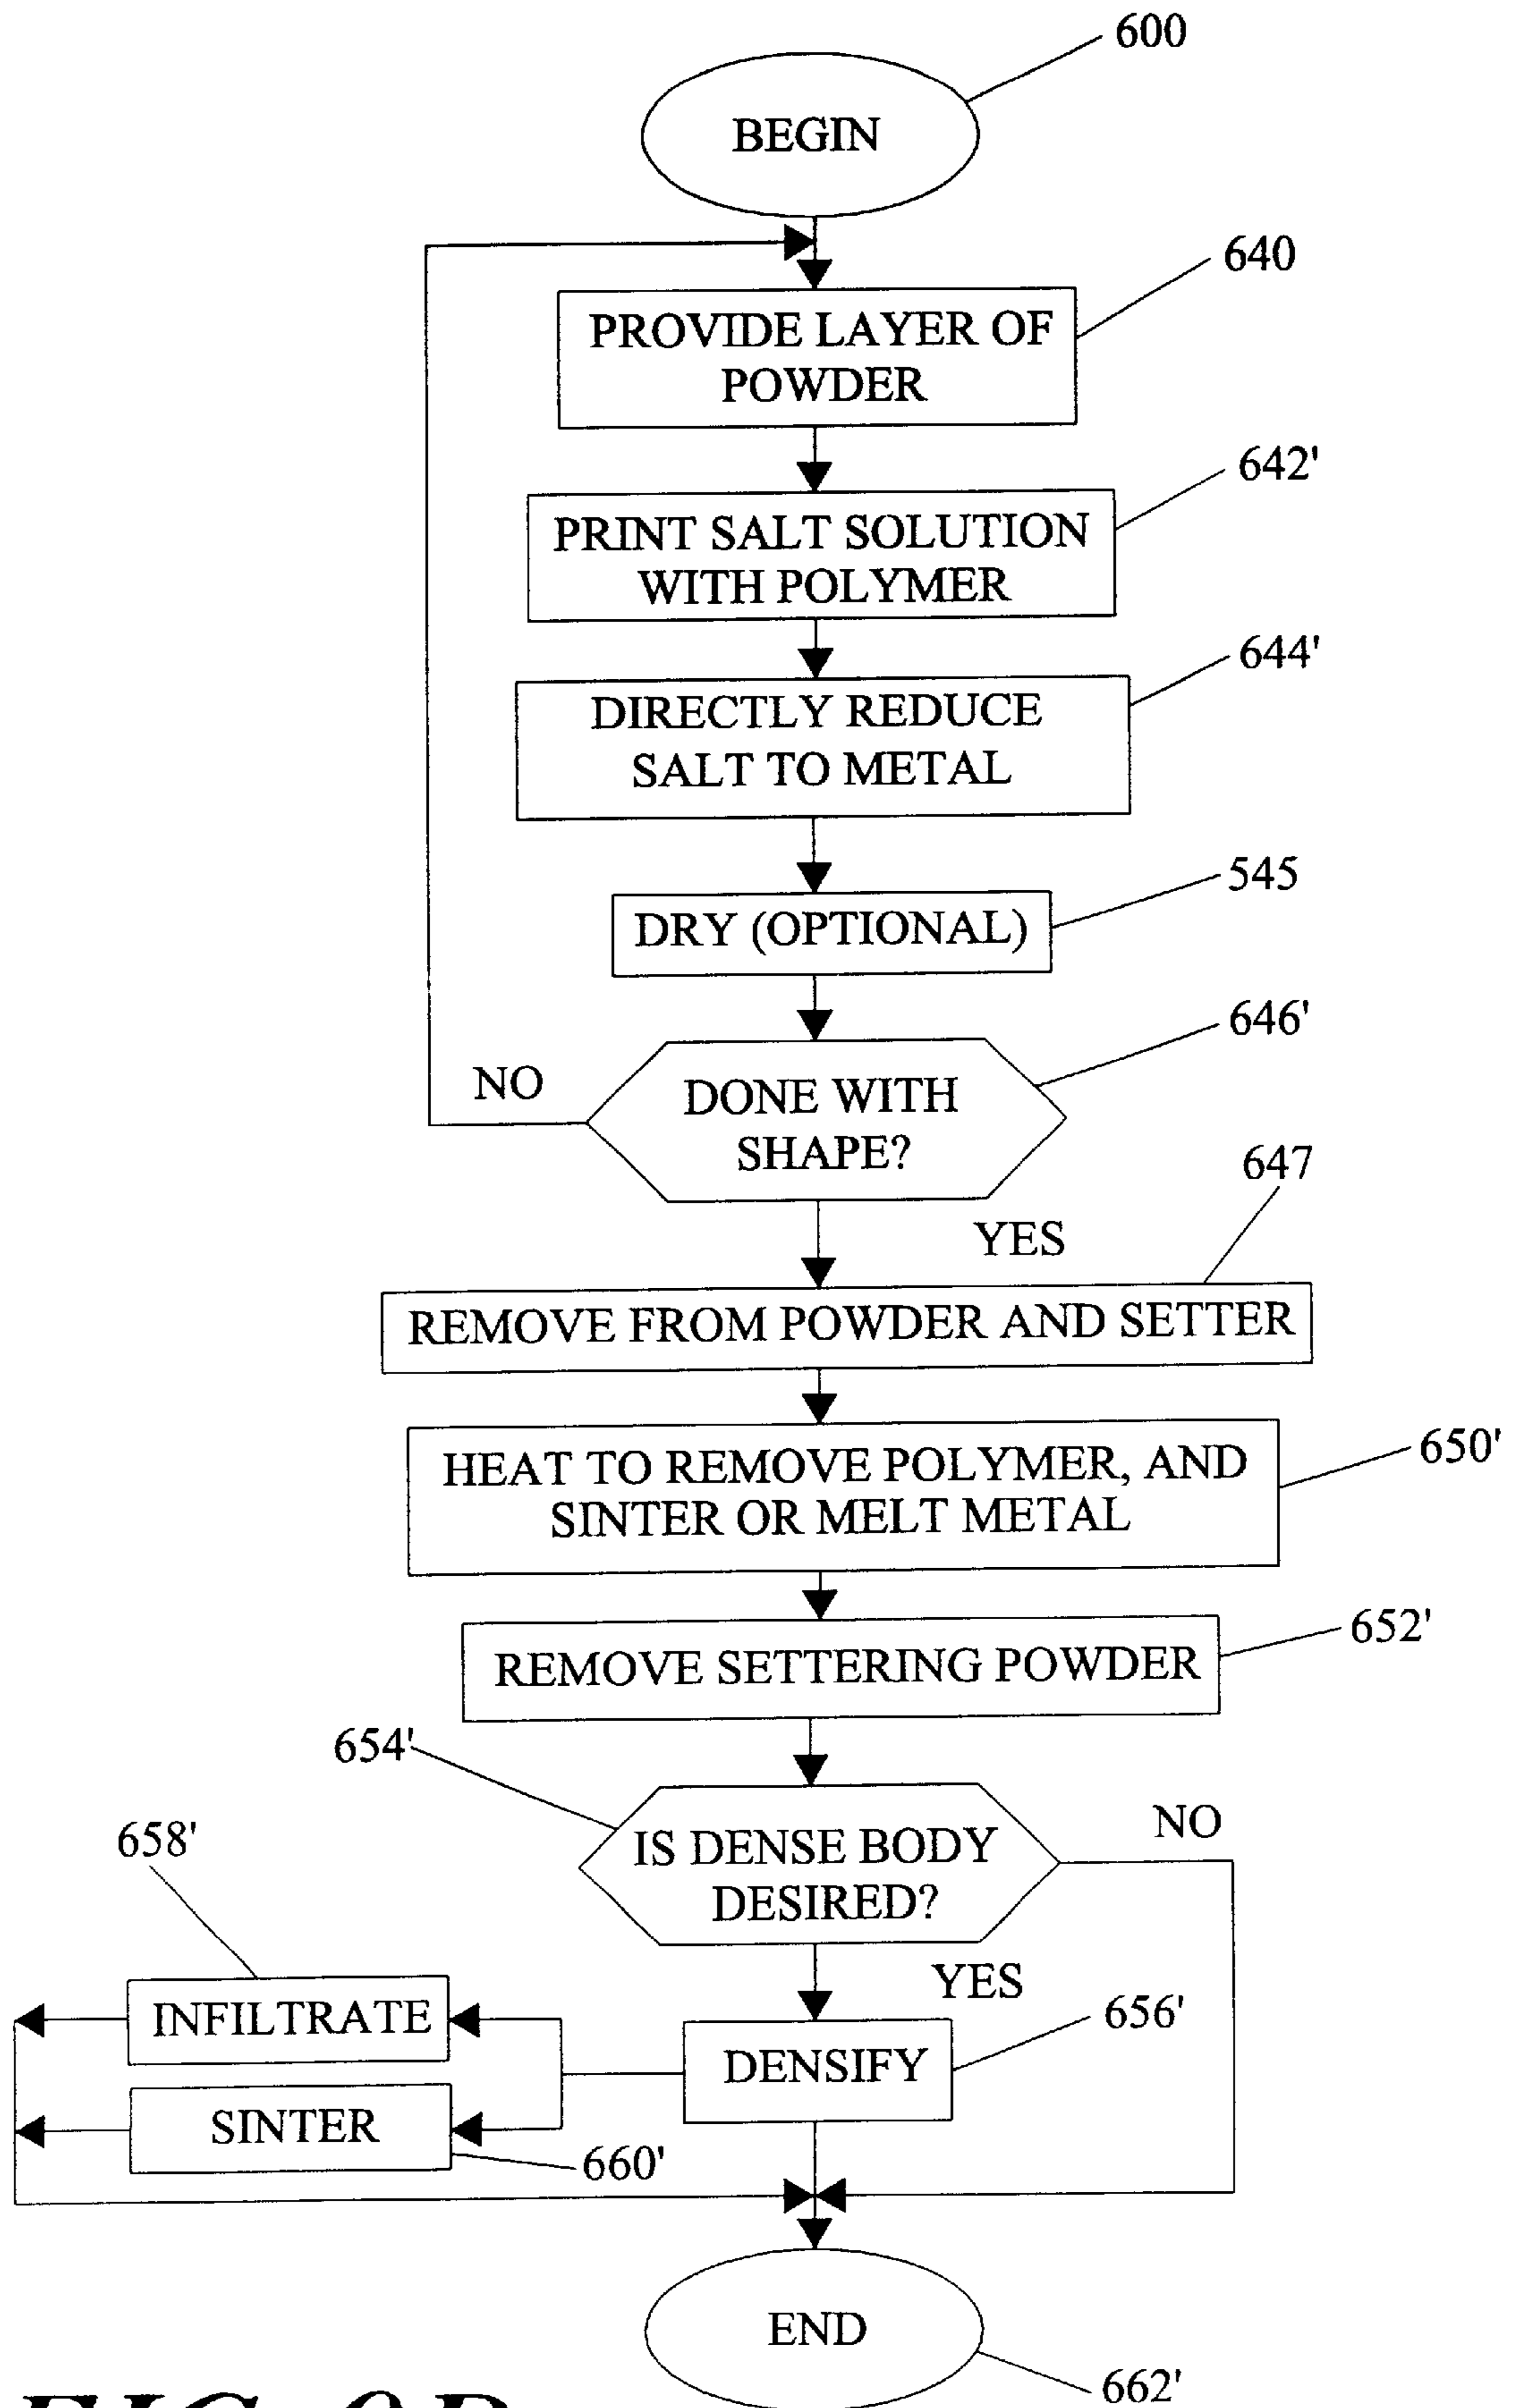 600
BEGIN
640
PROVIDE LAYER OF
POWDER
642'
PRINT SALT SOLUTION
WITH POLYMER
644'
DIRECTLY REDUCE
SALT TO METAL
545
DRY (OPTIONAL)
646'
NO
DONE WITH
SHAPE?
647
YES
REMOVE FROM POWDER AND SETTER
650'
HEAT TO REMOVE POLYMER, AND
SINTER OR MELT METAL
652'
REMOVE SETTERING POWDER
654'
NO
658'
IS DENSE BODY
DESIRED?
YES
656'
INFILTRATE
DENSIFY
SINTER
660'
END
662'